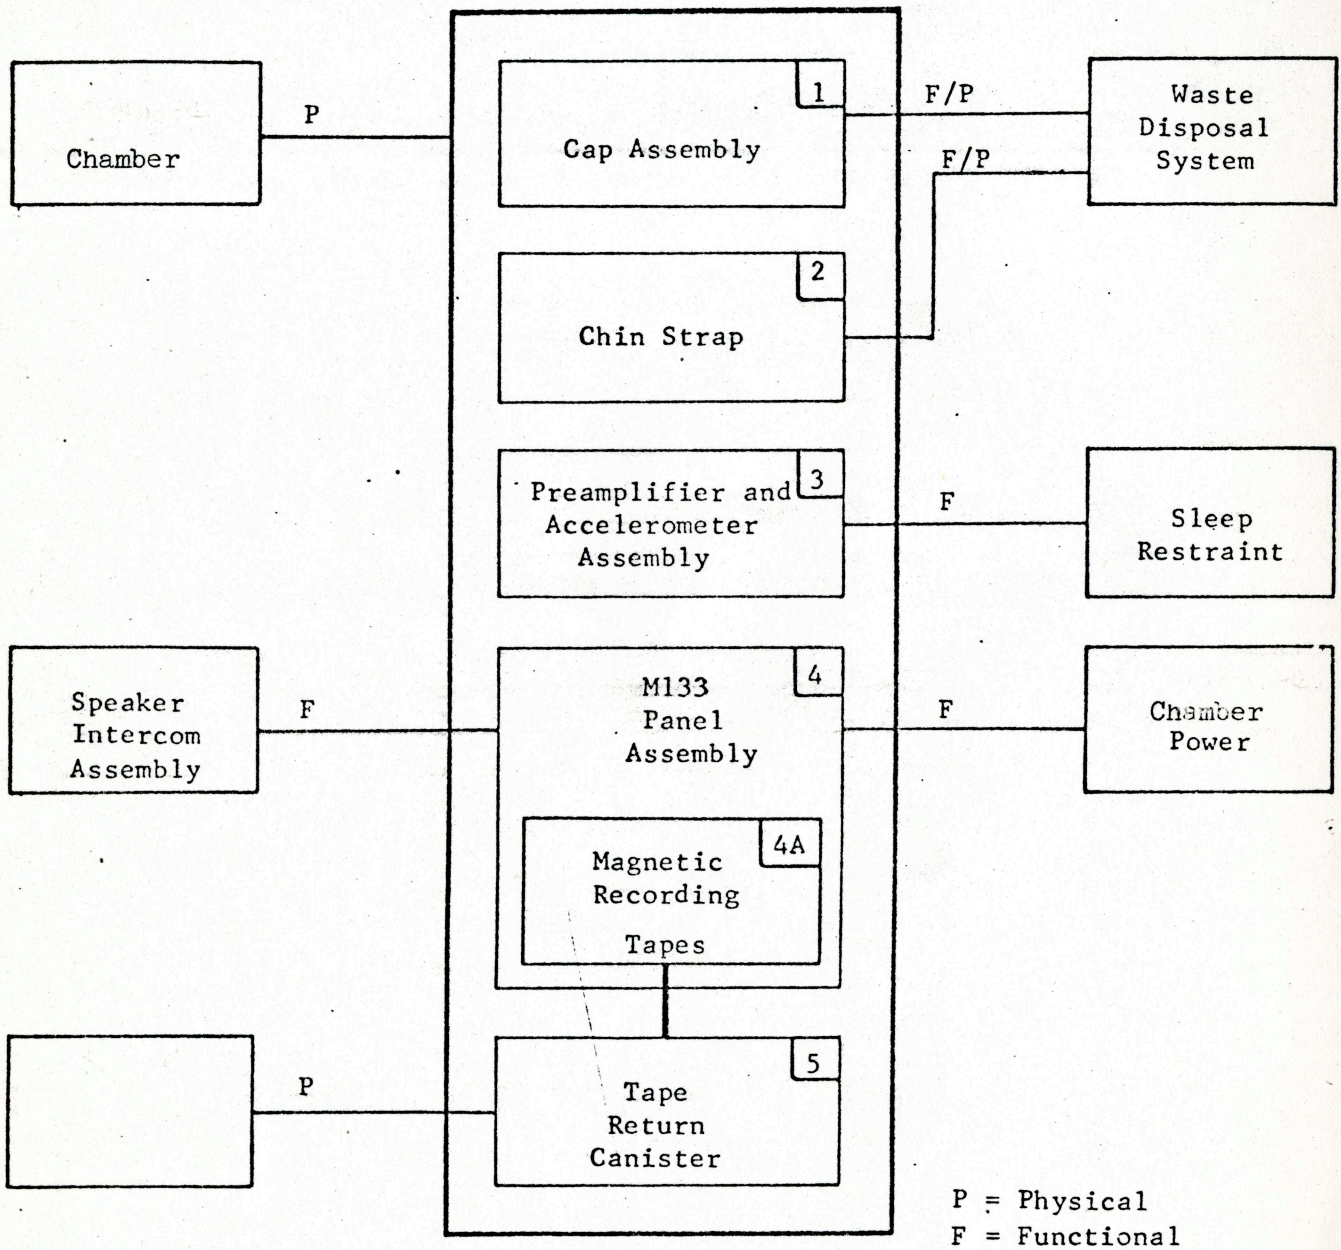 Chamber
P
1
Cap Assembly
F/P
Waste
Disposal
System
F/P
2
Chin Strap
3
Preamplifier and
Accelerometer
Assembly
F
Sleep
Restraint
Speaker
Intercom
Assembly
F
4
M133
Panel
Assembly
F
Chamber
Power
4A
Magnetic
Recording
Tapes
P
5
Tape
Return
Canister
P = Physical
F = Functional